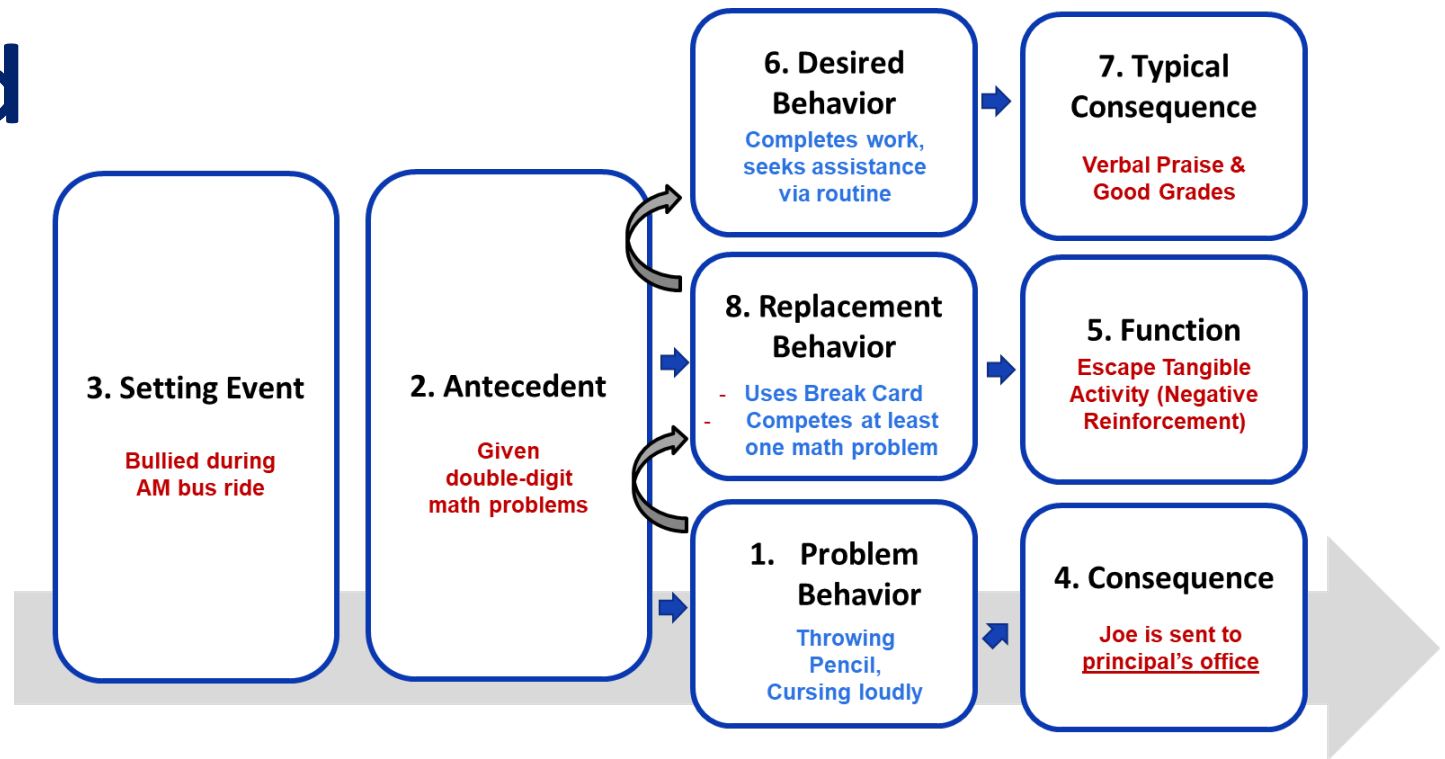 d
3. Setting Event
Bullied during
AM bus ride
2. Antecedent
Given
double-digit
math problems
6. Desired
Behavior
Completes work,
seeks assistance
via routine
7. Typical
Consequence
Verbal Praise &
Good Grades
8. Replacement
Behavior
- Uses Break Card
- Competes at least
one math problem
5. Function
Escape Tangible
Activity (Negative
Reinforcement)
1. Problem
Behavior
Throwing
Pencil,
Cursing loudly
4. Consequence
Joe is sent to
principal's office